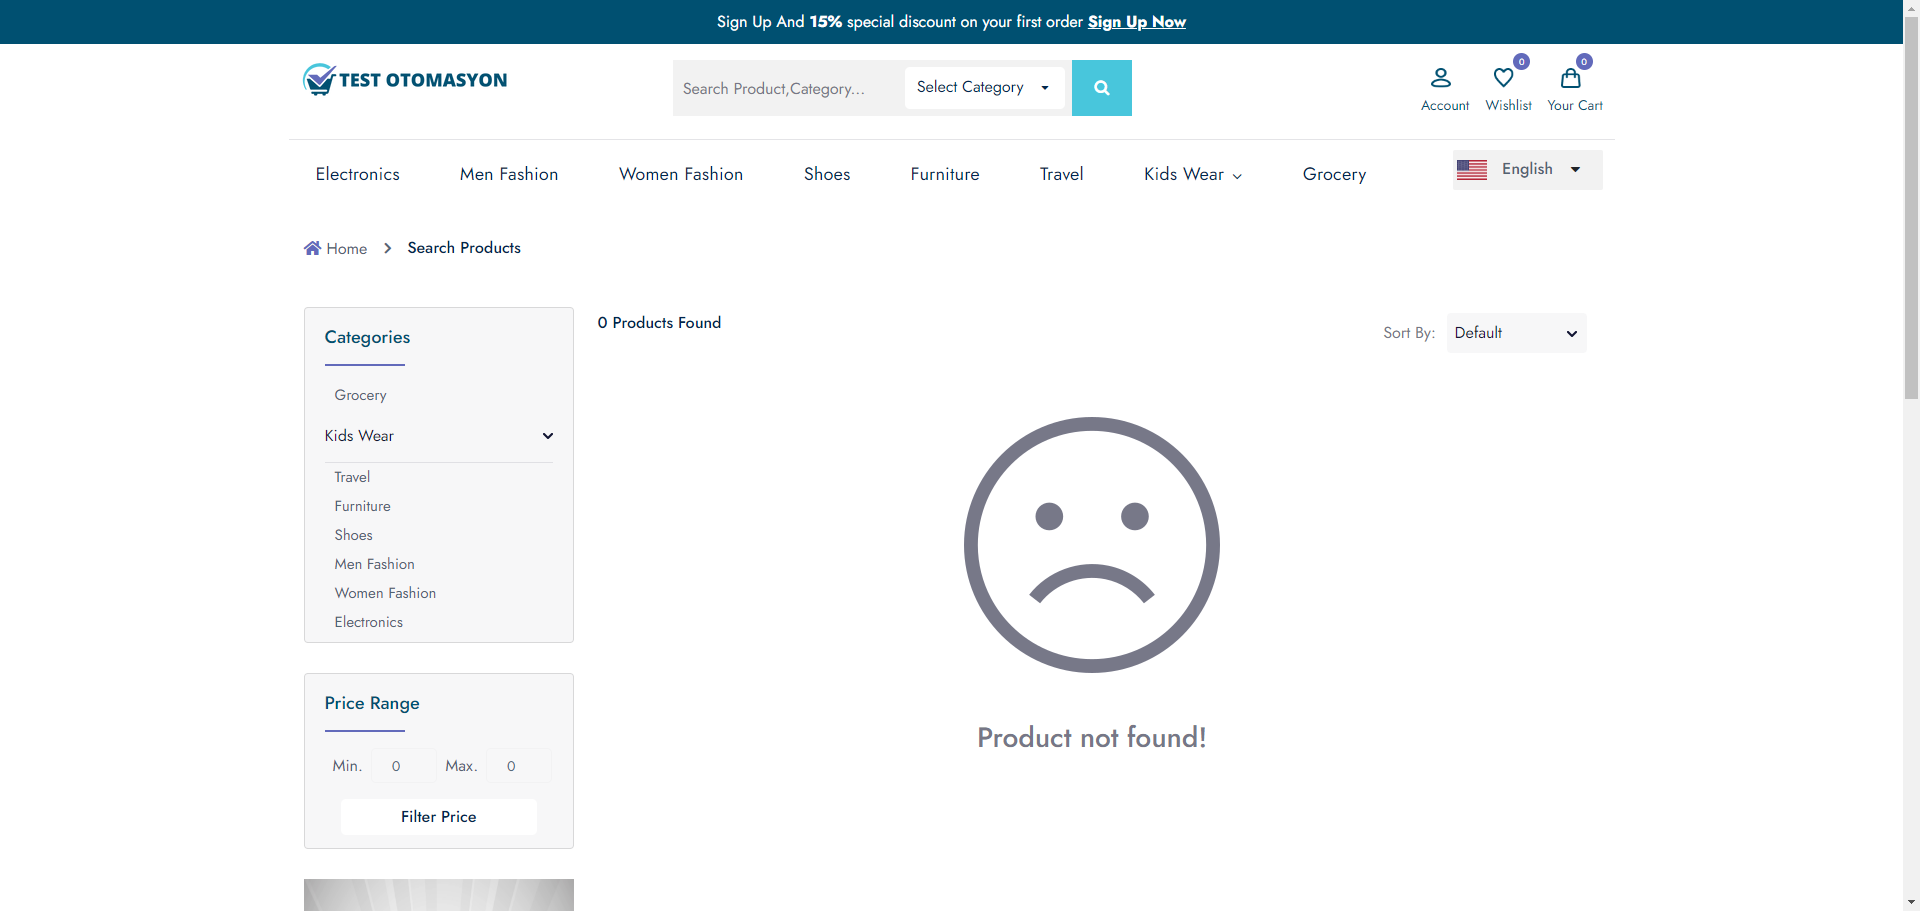 Sign Up And 15% special discount on your first order Sign Up Now
TEST OTOMASYON
Search Product,Category...
Select Category
0
0
Account
Wishlist
Your Cart
Electronics
Men Fashion
Women Fashion
Shoes
Furniture
Travel
Kids Wear
Grocery
English
Home
Search Products
Categories
Grocery
Kids Wear
Travel
Furniture
Shoes
Men Fashion
Women Fashion
Electronics
0 Products Found
Sort By:
Default
Product not found!
Price Range
Min.
0
Max.
0
Filter Price